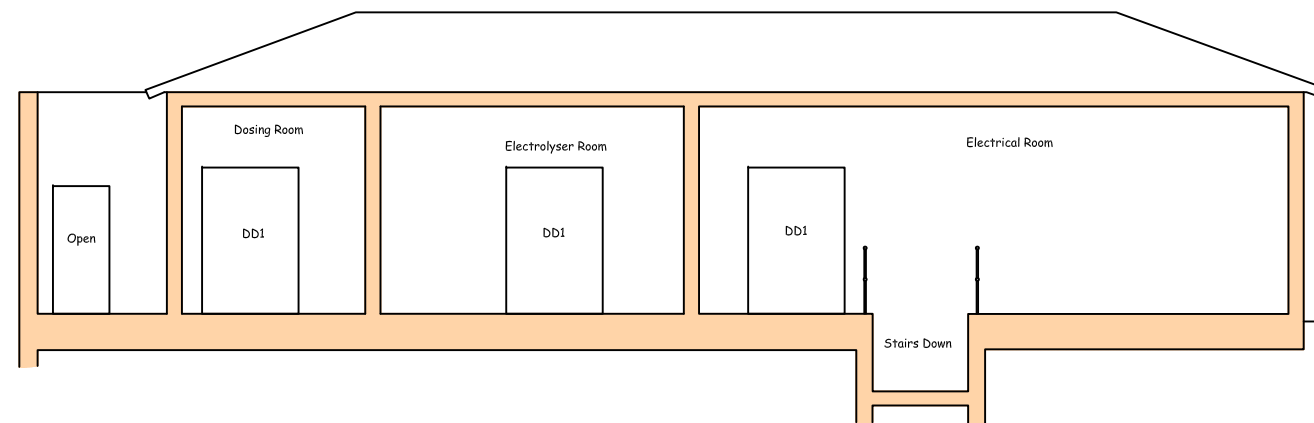 Dosing Room
Electrolyser Room
Electrical Room
Open
DD1
DD1
DD1
Stairs Down